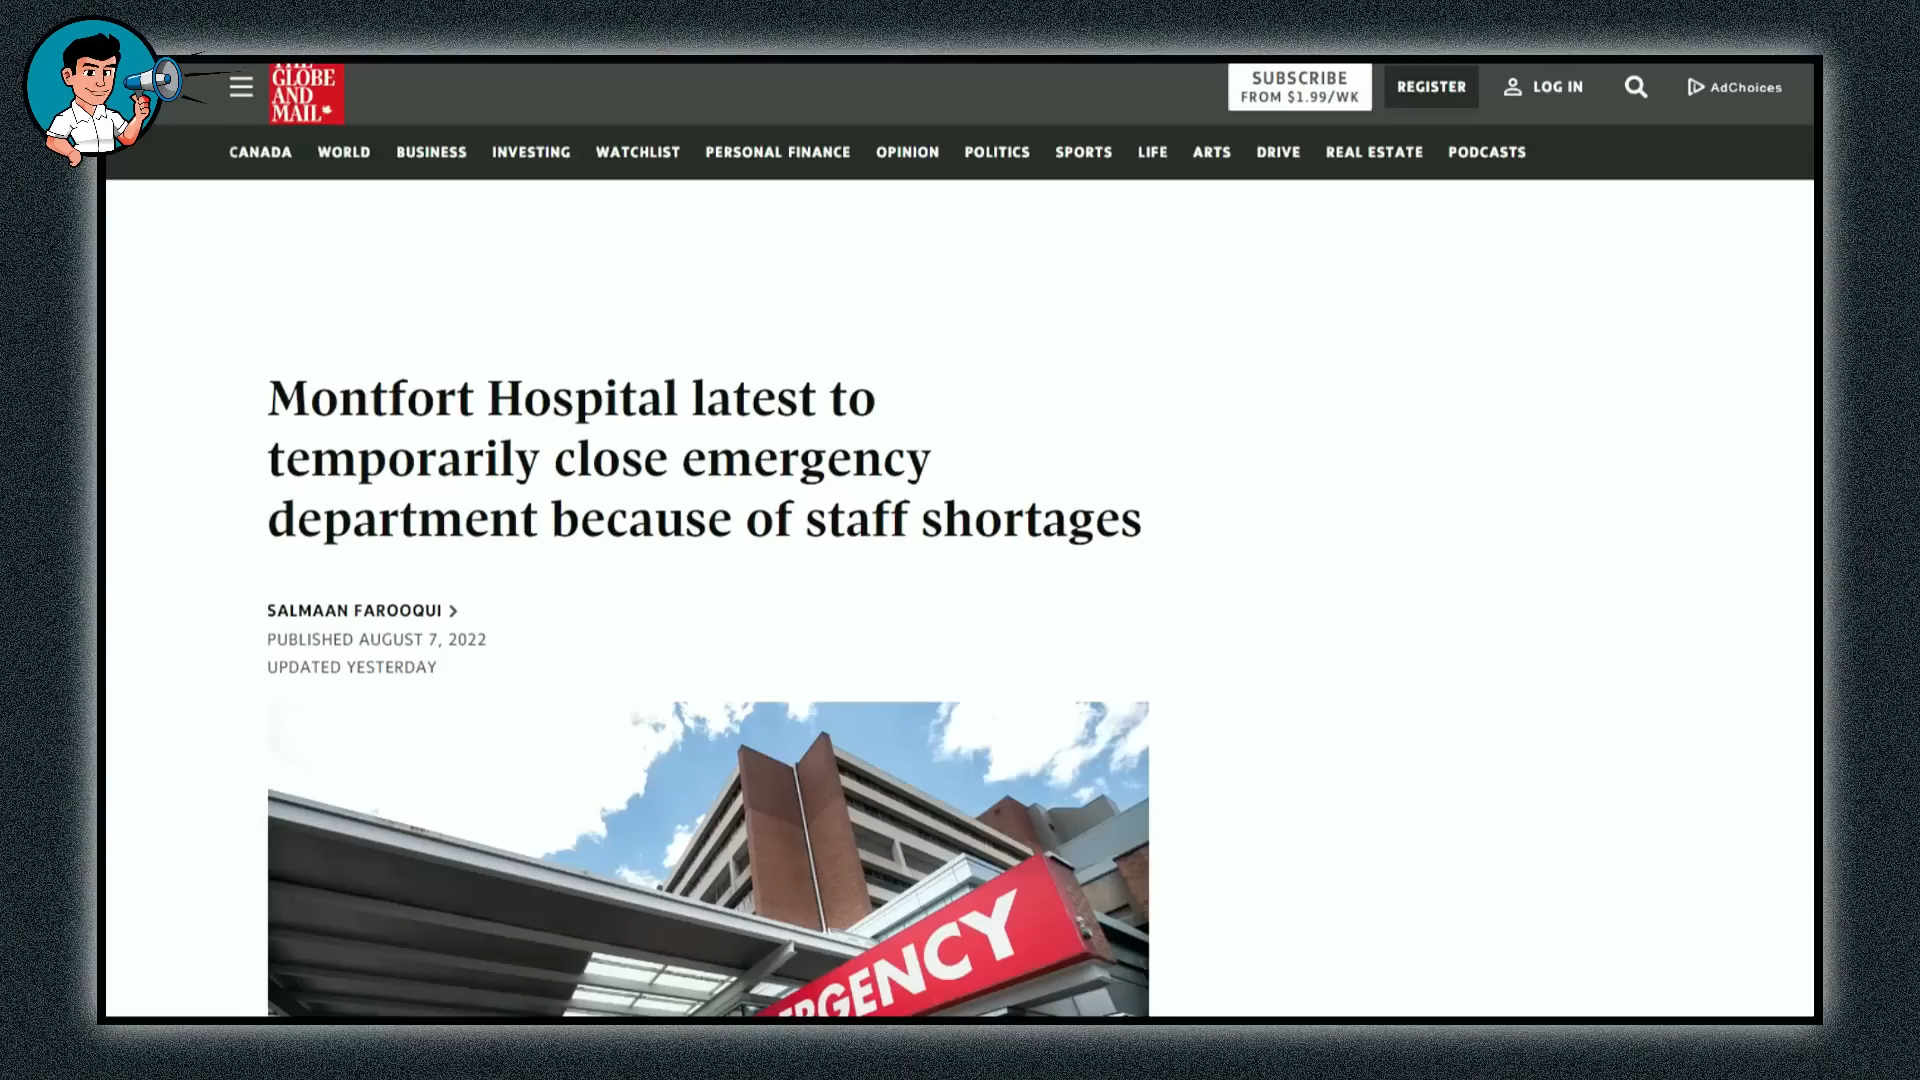 THE
GLOBE
AND
MAIL
SUBSCRIBE
FROM $1.99/WK
REGISTER
LOG IN
AdChoices
CANADA WORLD BUSINESS INVESTING WATCHLIST PERSONAL FINANCE OPINION POLITICS SPORTS LIFE ARTS DRIVE REAL ESTATE PODCASTS
Montfort Hospital latest to
temporarily close emergency
department because of staff shortages
SALMAAN FAROOQUI
PUBLISHED AUGUST 7, 2022
UPDATED YESTERDAY
ERGENCY